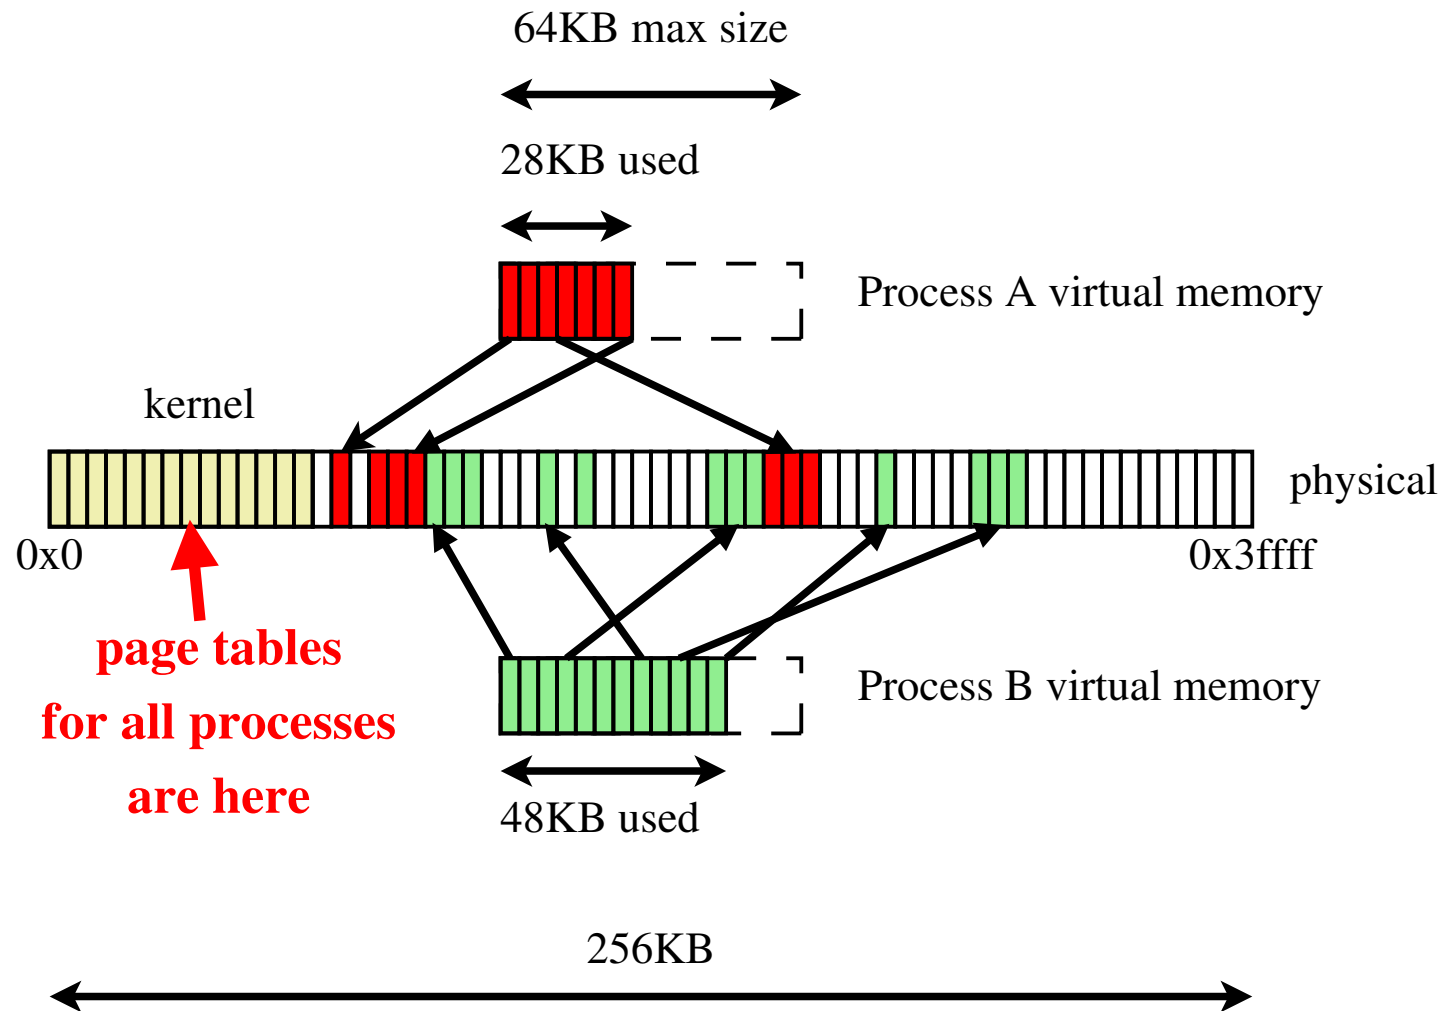 64KB max size
28KB used
Process A virtual memory
kernel
physical
0x0
0x3ffff
page tables
for all processes
are here
Process B virtual memory
48KB used
256KB